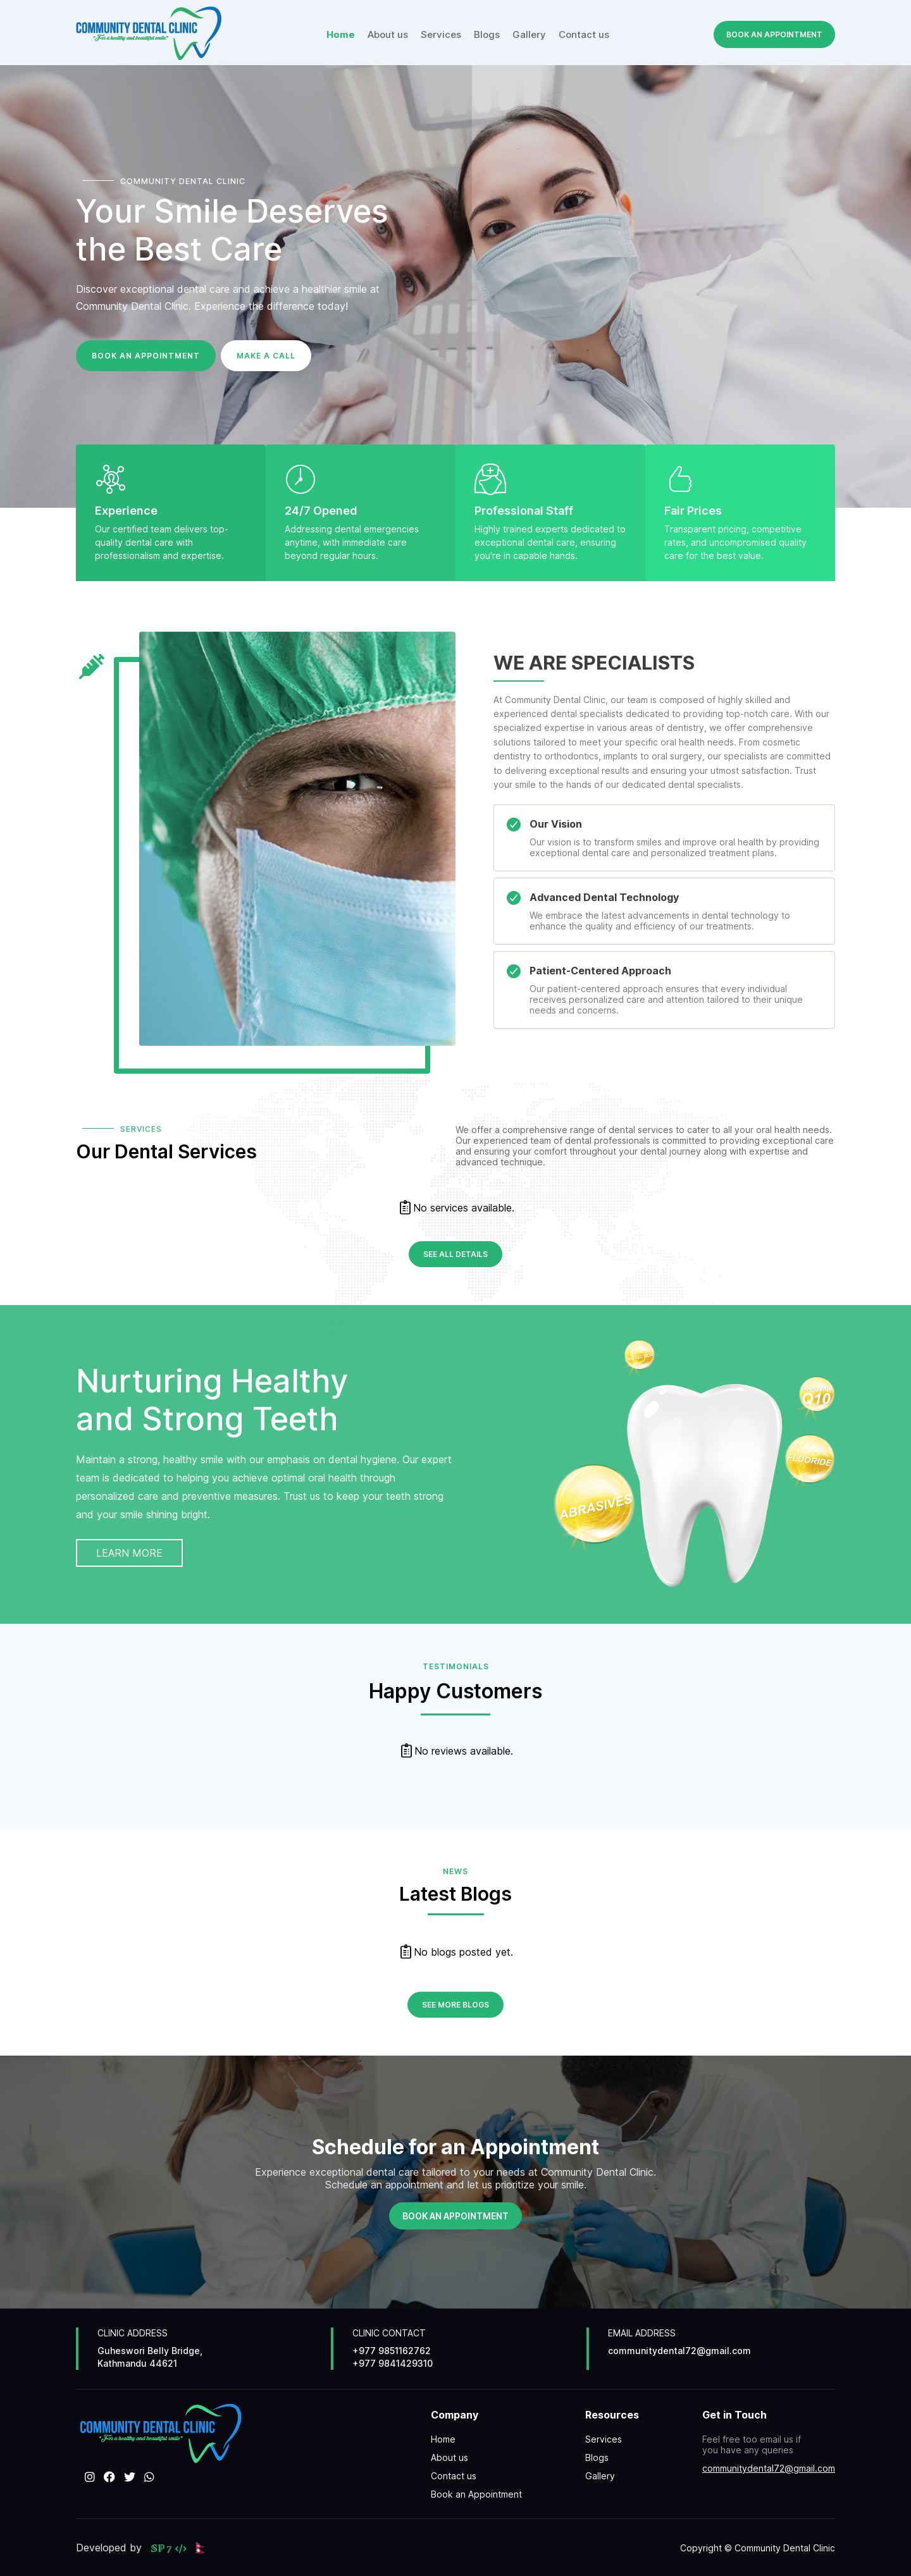 COMMUNITY DENTAL CLINIC
"For a healthy and beautiful smile"
Home About us Services Blogs Gallery Contact us
BOOK AN APPOINTMENT
COMMUNITY DENTAL CLINIC
Your Smile Deserves
the Best Care
Discover exceptional dental care and achieve a healthier smile at
Community Dental Clinic. Experience the difference today!
BOOK AN APPOINTMENT
MAKE A CALL
Experience
Our certified team delivers top-
quality dental care with
professionalism and expertise.
24/7 Opened
Addressing dental emergencies
anytime, with immediate care
beyond regular hours.
Professional Staff
Highly trained experts dedicated to
exceptional dental care, ensuring
you're in capable hands.
Fair Prices
Transparent pricing, competitive
rates, and uncompromised quality
care for the best value.
WE ARE SPECIALISTS
At Community Dental Clinic, our team is composed of highly skilled and
experienced dental specialists dedicated to providing top-notch care. With our
specialized expertise in various areas of dentistry, we offer comprehensive
solutions tailored to meet your specific oral health needs. From cosmetic
dentistry to orthodontics, implants to oral surgery, our specialists are committed
to delivering exceptional results and ensuring your utmost satisfaction. Trust
your smile to the hands of our dedicated dental specialists.
Our Vision
Our vision is to transform smiles and improve oral health by providing
exceptional dental care and personalized treatment plans.
Advanced Dental Technology
We embrace the latest advancements in dental technology to
enhance the quality and efficiency of our treatments.
Patient-Centered Approach
Our patient-centered approach ensures that every individual
receives personalized care and attention tailored to their unique
needs and concerns.
SERVICES
Our Dental Services
We offer a comprehensive range of dental services to cater to all your oral health needs.
Our experienced team of dental professionals is committed to providing exceptional care
and ensuring your comfort throughout your dental journey along with expertise and
advanced technique.
No services available.
SEE ALL DETAILS
Nurturing Healthy
and Strong Teeth
Maintain a strong, healthy smile with our emphasis on dental hygiene. Our expert
team is dedicated to helping you achieve optimal oral health through
personalized care and preventive measures. Trust us to keep your teeth strong
and your smile shining bright.
LEARN MORE
Q10
FLUORIDE
ABRASIVES
TESTIMONIALS
Happy Customers
No reviews available.
NEWS
Latest Blogs
No blogs posted yet.
SEE MORE BLOGS
Schedule for an Appointment
Experience exceptional dental care tailored to your needs at Community Dental Clinic.
Schedule an appointment and let us prioritize your smile.
BOOK AN APPOINTMENT
CLINIC ADDRESS
Guheswori Belly Bridge,
Kathmandu 44621
CLINIC CONTACT
+977 9851162762
+977 9841429310
EMAIL ADDRESS
communitydental72@gmail.com
COMMUNITY DENTAL CLINIC
"For a healthy and beautiful smile"
Company
Home
About us
Contact us
Book an Appointment
Resources
Services
Blogs
Gallery
Get in Touch
Feel free too email us if
you have any queries
communitydental72@gmail.com
Developed by SP7 </>
Copyright © Community Dental Clinic